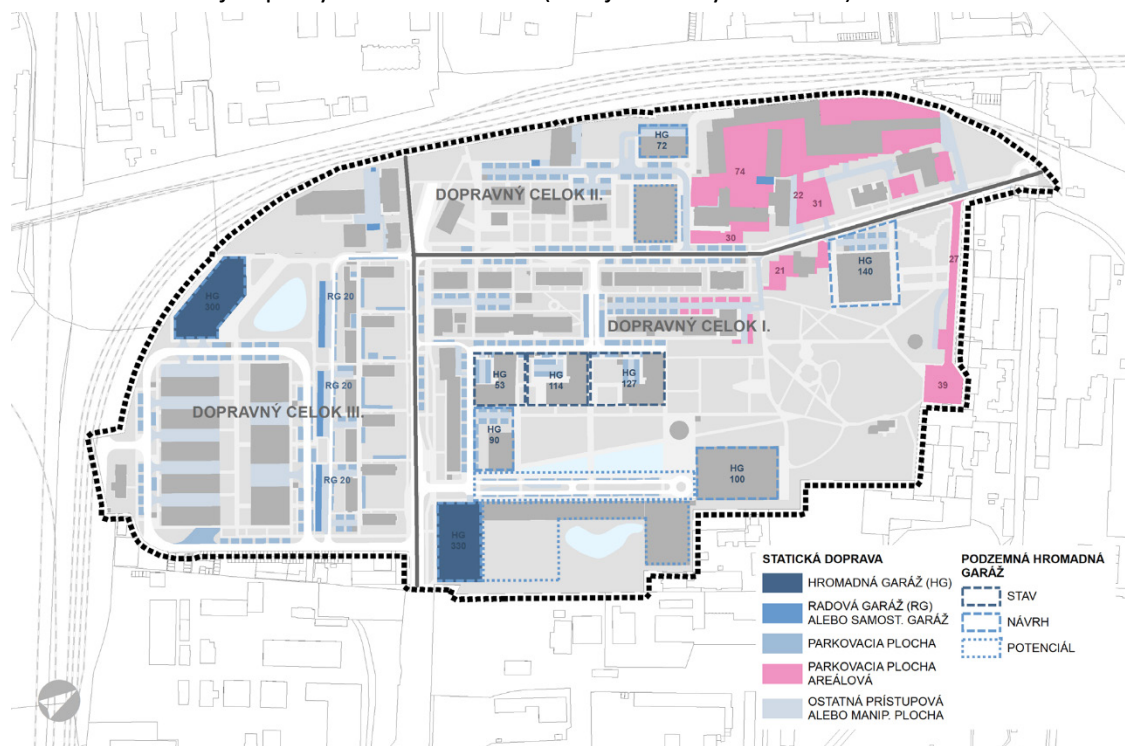 HG
72
DOPRAVNÝ CELOK II.
74
22
31
30
27
HG
300
RG 20
21
HG
140
DOPRAVNÝ CELOK I.
HG
53
HG
114
HG
127
RG 20
39
DOPRAVNÝ CELOK III.
HG
90
RG 20
HG
100
HG
330
STATICKÁ DOPRAVA
HROMADNÁ GARÁŽ (HG)
RADOVÁ GARÁŽ (RG)
ALEBO SAMOST. GARÁŽ
PARKOVACIA PLOCHA
PARKOVACIA PLOCHA
AREÁLOVÁ
OSTATNÁ PRÍSTUPOVÁ
ALEBO MANIP. PLOCHA
PODZEMNÁ HROMADNÁ
GARÁŽ
STAV
NÁVRH
POTENCIÁL